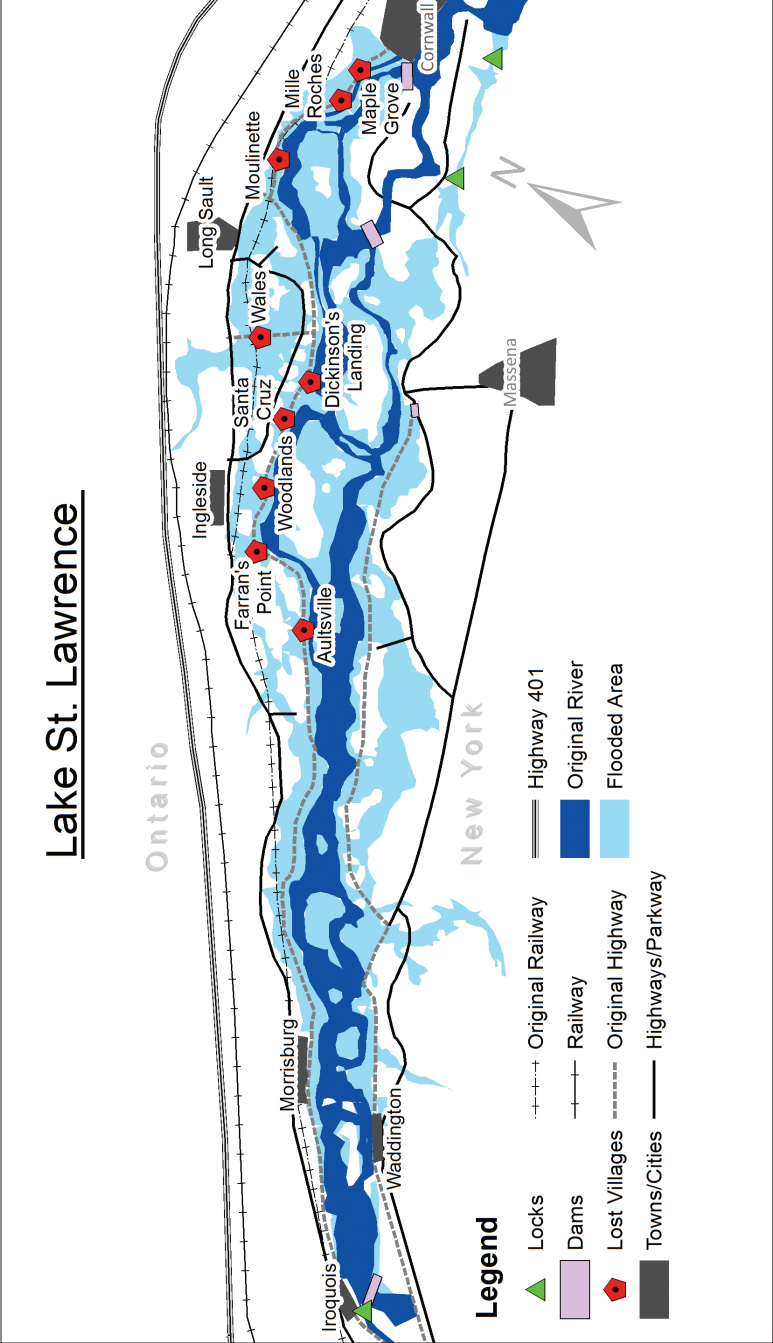 Lake St. Lawrence
Ontario
New York
Iroquois
Morrisburg
Waddington
Aultsville
Farran's
Point
Ingleside
Woodlands
Santa
Cruz
Dickinson's
Landing
Wales
Long Sault
Moulinette
Mille
Roches
Maple
Grove
Cornwall
Massena
N
Legend
Locks
Dams
Lost Villages
Towns/Cities
Original Railway
Railway
Original Highway
Highways/Parkway
Highway 401
Original River
Flooded Area